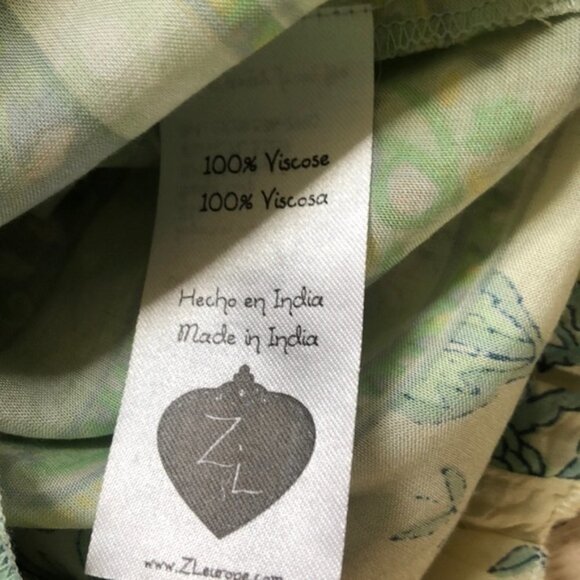 100% Viscose
100% Viscosa
Hecho en India
Made in India
ZL
www.ZLeurope.com